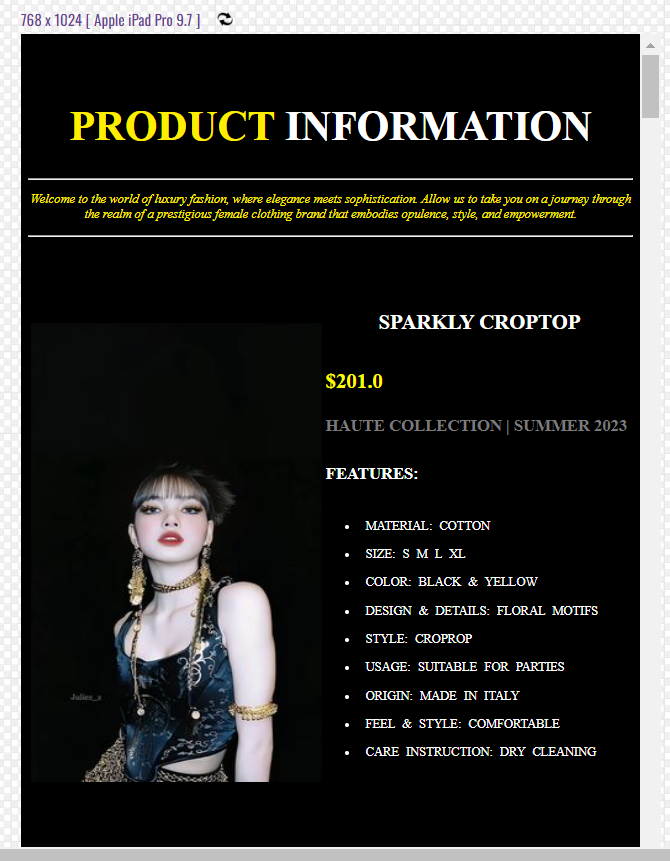 768 x 1024 [ Apple iPad Pro 9.7 ]
PRODUCT INFORMATION
Welcome to the world of luxury fashion, where elegance meets sophistication. Allow us to take you on a journey through
the realm of a prestigious female clothing brand that embodies opulence, style, and empowerment.
SPARKLY CROPTOP
$201.0
HAUTE COLLECTION | SUMMER 2023
FEATURES:
• MATERIAL: COTTON
• SIZE: S M L XL
• COLOR: BLACK & YELLOW
• DESIGN & DETAILS: FLORAL MOTIFS
• STYLE: CROPROP
• USAGE: SUITABLE FOR PARTIES
• ORIGIN: MADE IN ITALY
• FEEL & STYLE: COMFORTABLE
• CARE INSTRUCTION: DRY CLEANING